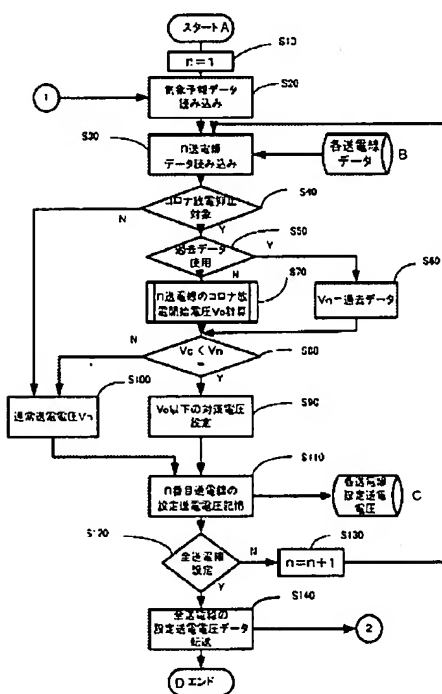 スタートA
S10
n=1
S20
気象予報データ
読み込み
1
S30
n送電線
データ読み込み
各送電線
データ
B
S40
コロナ放電抑止
対象
N
Y
S50
過去データ
使用
Y
N
S60
Vn=過去データ
S70
n送電線のコロナ放
電開始電圧Vo計算
S80
Vc<Vn
N
Y
S100
通常送電電圧Vn
S90
Vo以下の対策電圧
設定
S110
n番目送電線の
設定送電電圧記憶
各送電線
設定送電
電圧
C
S120
全送電線
設定
N
Y
S130
n=n+1
S140
全送電線の
設定送電電圧データ
転送
2
Dエンド